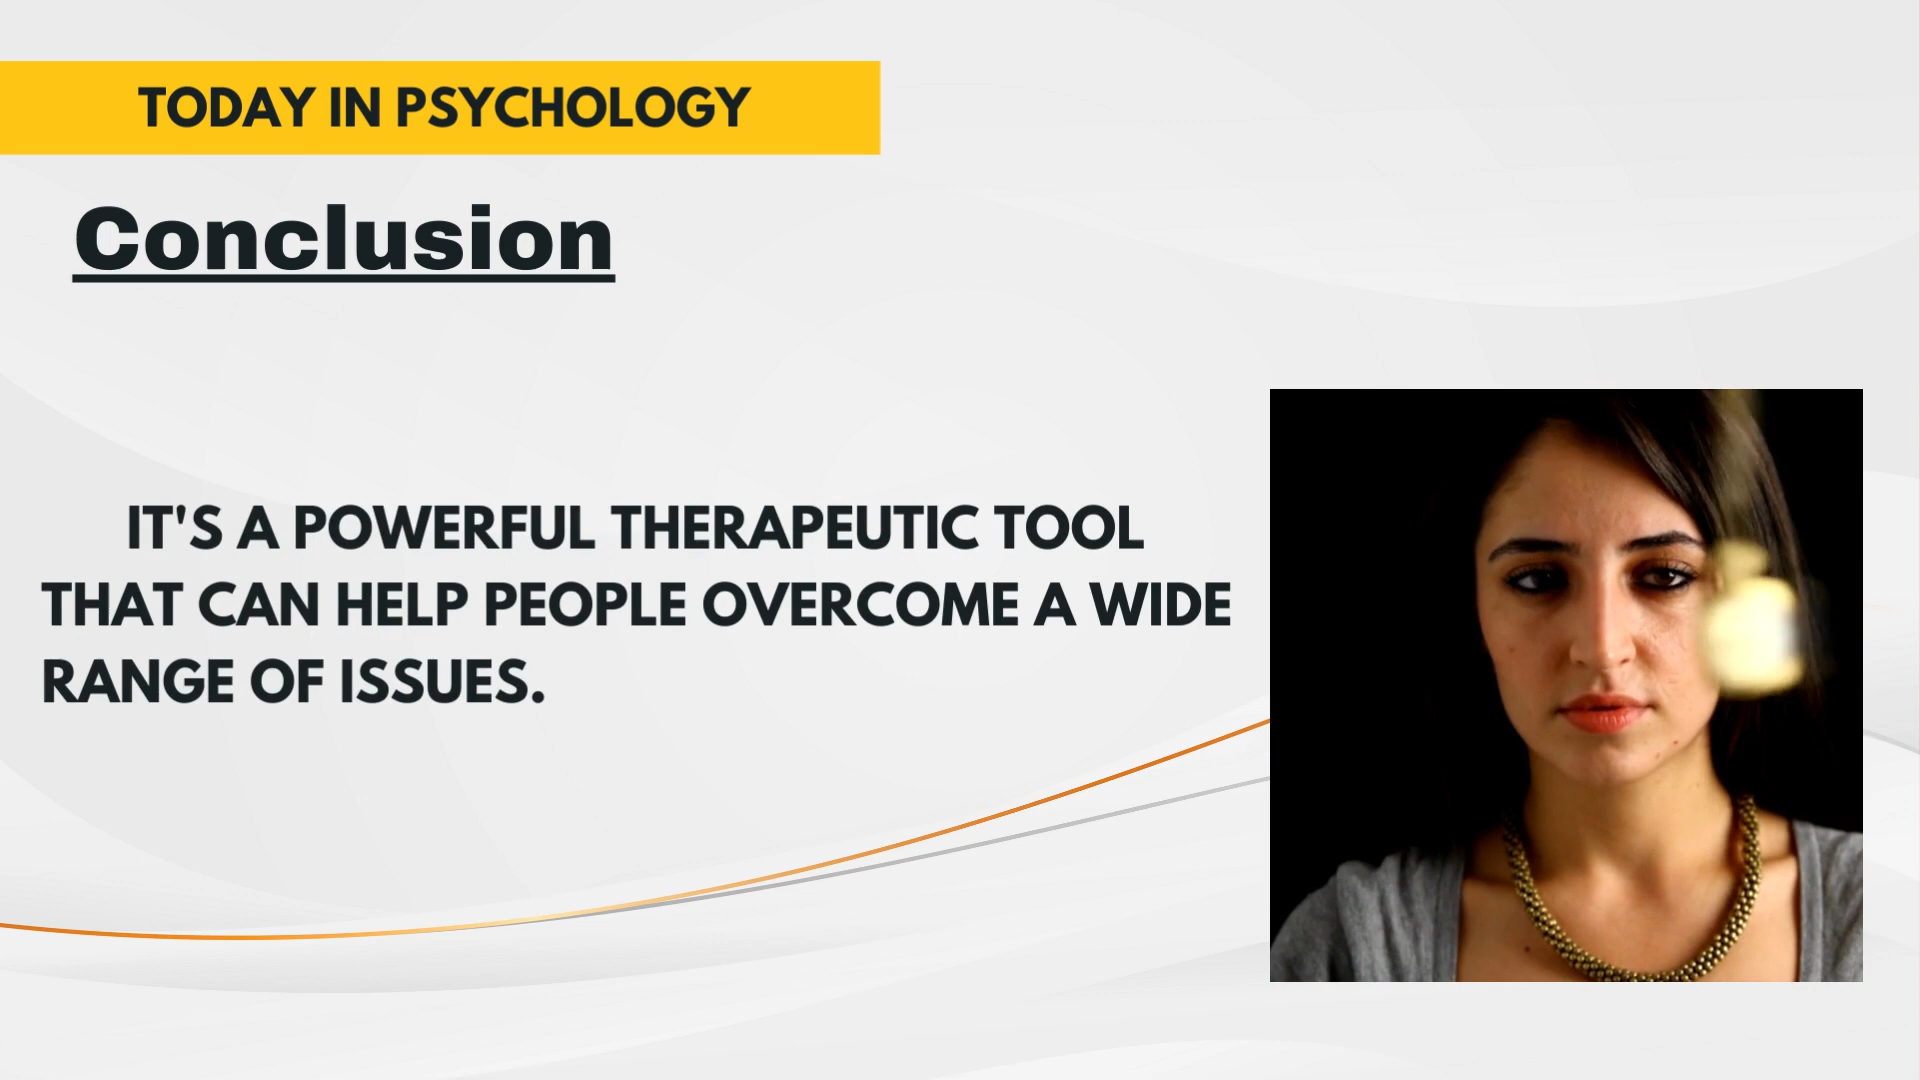 TODAY IN PSYCHOLOGY
Conclusion
IT'S A POWERFUL THERAPEUTIC TOOL
THAT CAN HELP PEOPLE OVERCOME A WIDE
RANGE OF ISSUES.